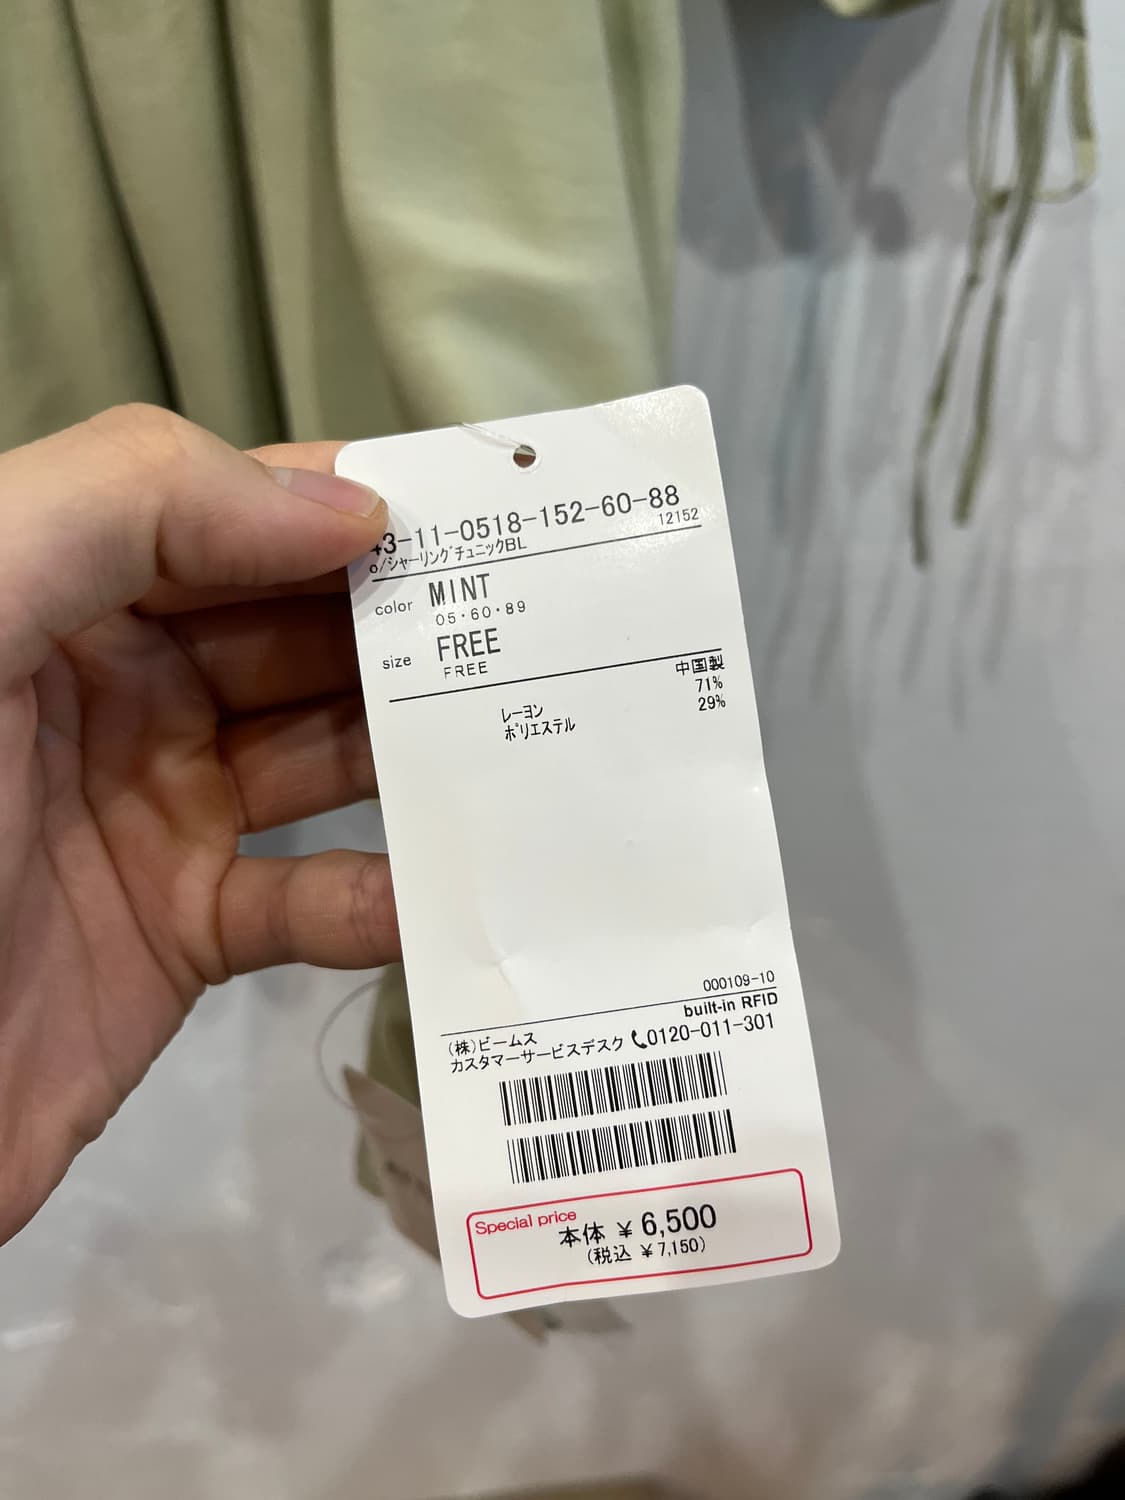 43-11-0518-152-60-88
12152
o/シャーリングチュニックBL
color MINT
05・60・89
size FREE
FREE
中国製
レーヨン 71%
ポリエステル 29%
000109-10
built-in RFID
(株)ビームス
カスタマーサービスデスク 0120-011-301
Special price
本体 ¥6,500
(税込 ¥7,150)